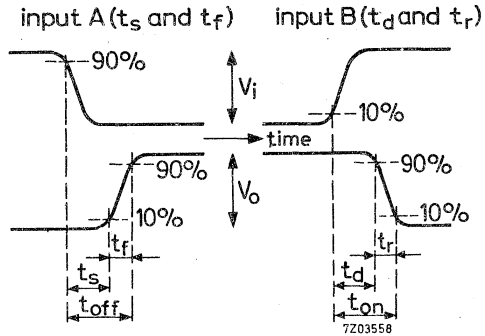 input A (ts and tf)
input B (td and tr)
90%
Vi
10%
time
90%
Vo
90%
10%
10%
tf
tr
ts
td
toff
ton
7Z03558